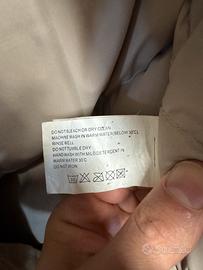 DO NOT BLEACH OR DRY CLEAN
MACHINE WASH IN WARM WATER(BELOW 30℃),
RINSE WELL
DO NOT TUMBLE DRY
HAND WASH WITH MILD DETERGENT IN
WARM WATER 30℃
DO NOT IRON
subito